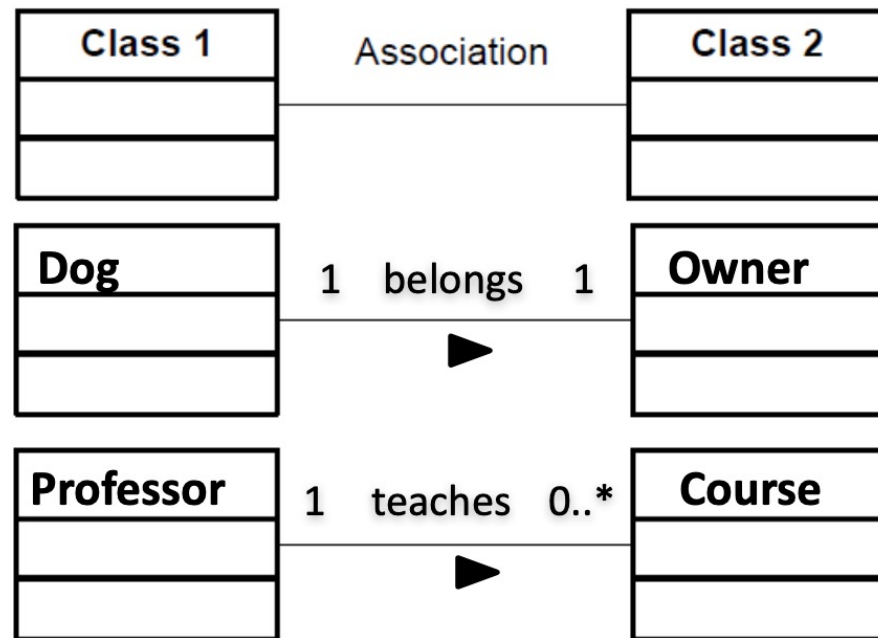 Class 1 Association Class 2
Dog 1 belongs 1 Owner
Professor 1 teaches 0..* Course